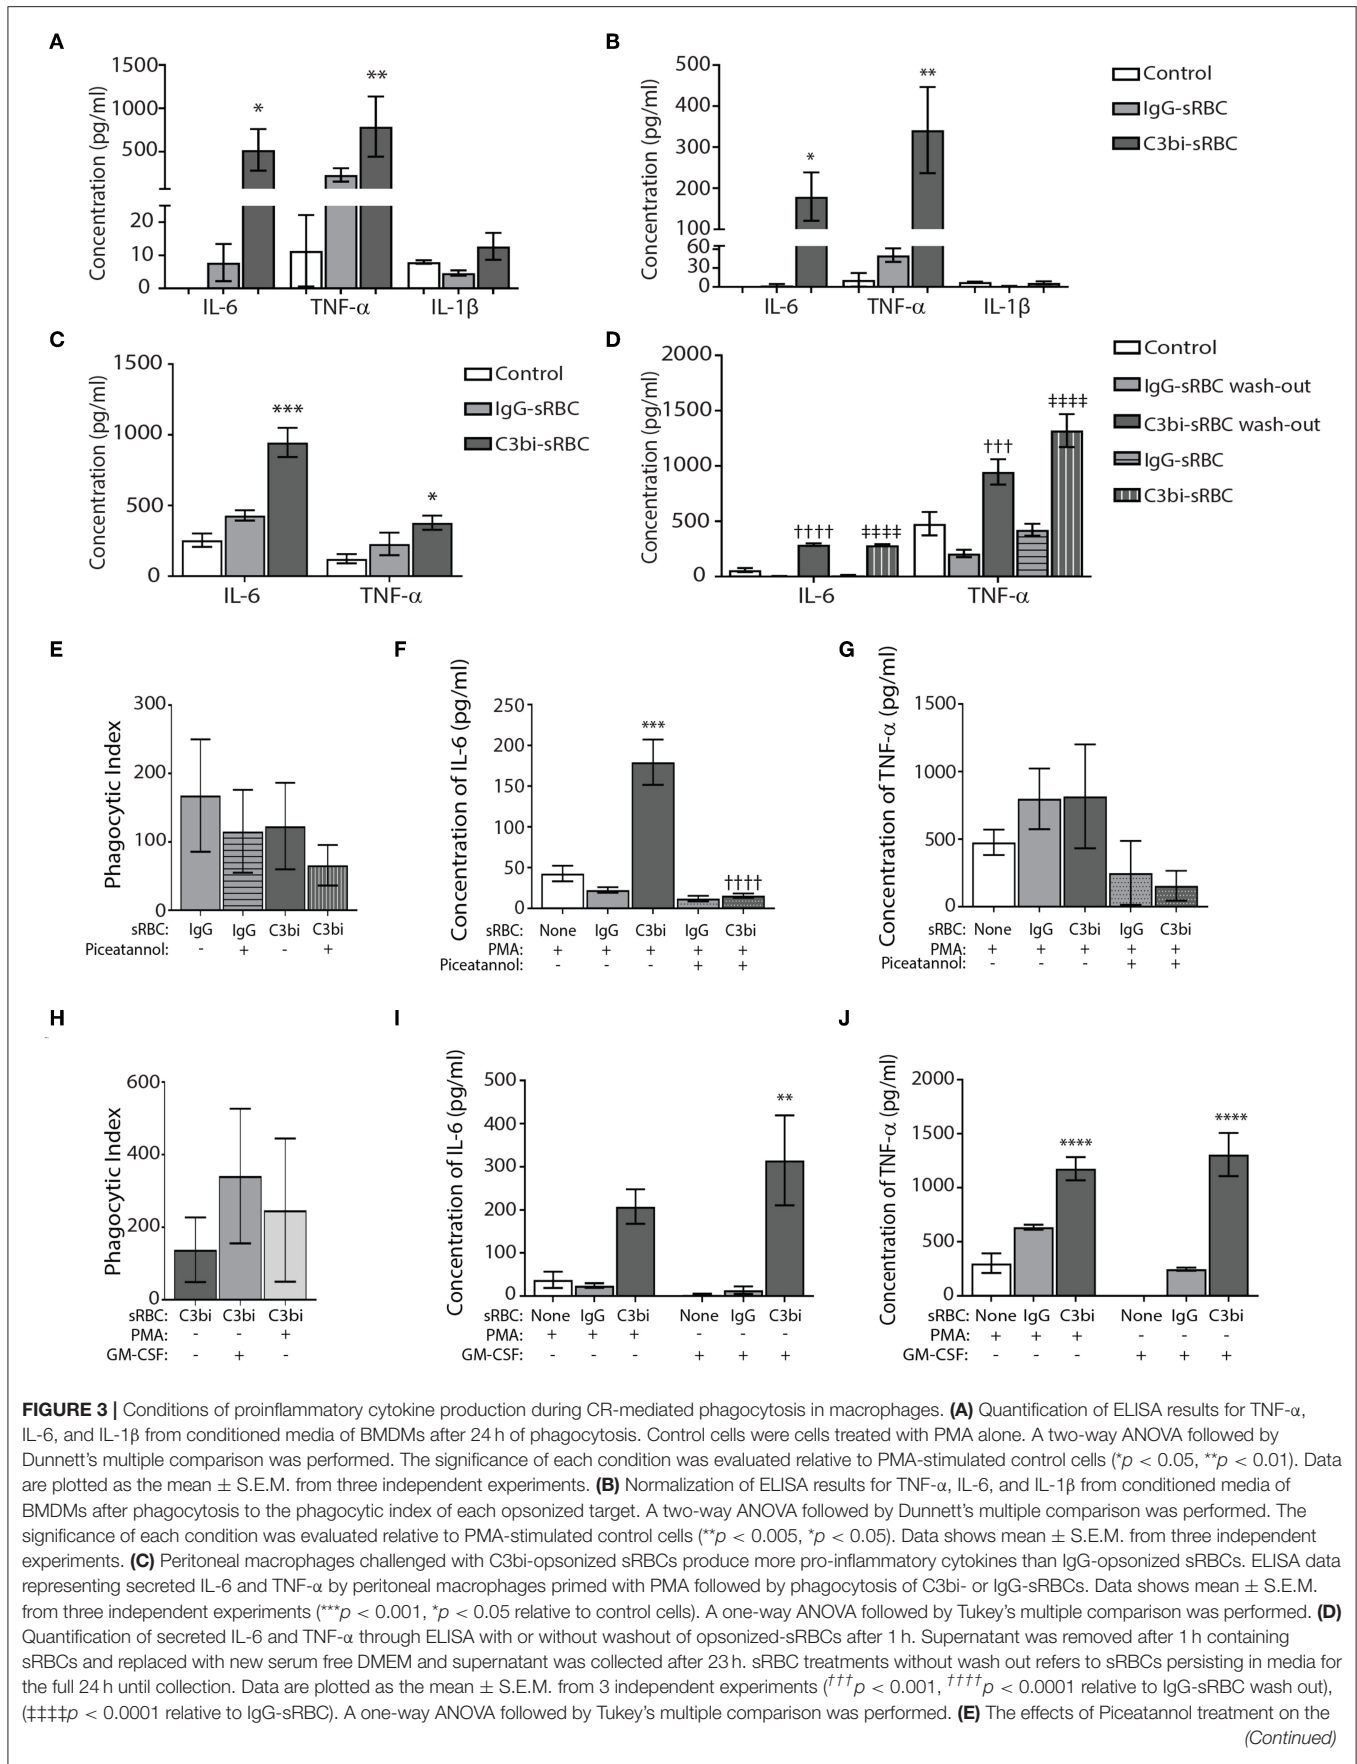 A
Concentration (pg/ml)
1500
1000
500
20
10
0
*
**
IL-6 TNF-α IL-1β
B
Concentration (pg/ml)
500
400
300
200
100
60
30
0
*
**
IL-6 TNF-α IL-1β
Control
IgG-sRBC
C3bi-sRBC
C
Concentration (pg/ml)
1500
1000
500
0
***
*
IL-6 TNF-α
Control
IgG-sRBC
C3bi-sRBC
D
Concentration (pg/ml)
2000
1500
1000
500
0
††††
‡‡‡‡
†††
‡‡‡‡
IL-6 TNF-α
Control
IgG-sRBC wash-out
C3bi-sRBC wash-out
IgG-sRBC
C3bi-sRBC
E
Phagocytic Index
300
200
100
0
sRBC: IgG IgG C3bi C3bi
Piceatannol: - + - +
F
Concentration of IL-6 (pg/ml)
250
200
150
100
50
0
***
††††
sRBC: None IgG C3bi IgG C3bi
PMA: + + + + +
Piceatannol: - - - + +
G
Concentration of TNF-α (pg/ml)
1500
1000
500
0
sRBC: None IgG C3bi IgG C3bi
PMA: + + + + +
Piceatannol: - - - + +
H
Phagocytic Index
600
400
200
0
sRBC: C3bi C3bi C3bi
PMA: - - +
GM-CSF: - + -
I
Concentration of IL-6 (pg/ml)
500
400
300
200
100
0
**
sRBC: None IgG C3bi None IgG C3bi
PMA: + + + - - -
GM-CSF: - - - + + +
J
Concentration of TNF-α (pg/ml)
2000
1500
1000
500
0
****
****
sRBC: None IgG C3bi None IgG C3bi
PMA: + + + - - -
GM-CSF: - - - + + +
FIGURE 3 | Conditions of proinflammatory cytokine production during CR-mediated phagocytosis in macrophages. (A) Quantification of ELISA results for TNF-α,
IL-6, and IL-1β from conditioned media of BMDMs after 24 h of phagocytosis. Control cells were cells treated with PMA alone. A two-way ANOVA followed by
Dunnett's multiple comparison was performed. The significance of each condition was evaluated relative to PMA-stimulated control cells (*p < 0.05, **p < 0.01). Data
are plotted as the mean ± S.E.M. from three independent experiments. (B) Normalization of ELISA results for TNF-α, IL-6, and IL-1β from conditioned media of
BMDMs after phagocytosis to the phagocytic index of each opsonized target. A two-way ANOVA followed by Dunnett's multiple comparison was performed. The
significance of each condition was evaluated relative to PMA-stimulated control cells (**p < 0.005, *p < 0.05). Data shows mean ± S.E.M. from three independent
experiments. (C) Peritoneal macrophages challenged with C3bi-opsonized sRBCs produce more pro-inflammatory cytokines than IgG-opsonized sRBCs. ELISA data
representing secreted IL-6 and TNF-α by peritoneal macrophages primed with PMA followed by phagocytosis of C3bi- or IgG-sRBCs. Data shows mean ± S.E.M.
from three independent experiments (***p < 0.001, *p < 0.05 relative to control cells). A one-way ANOVA followed by Tukey's multiple comparison was performed. (D)
Quantification of secreted IL-6 and TNF-α through ELISA with or without washout of opsonized-sRBCs after 1 h. Supernatant was removed after 1 h containing
sRBCs and replaced with new serum free DMEM and supernatant was collected after 23 h. sRBC treatments without wash out refers to sRBCs persisting in media for
the full 24 h until collection. Data are plotted as the mean ± S.E.M. from 3 independent experiments (†††p < 0.001, ††††p < 0.0001 relative to IgG-sRBC wash out),
(‡‡‡‡p < 0.0001 relative to IgG-sRBC). A one-way ANOVA followed by Tukey's multiple comparison was performed. (E) The effects of Piceatannol treatment on the
(Continued)